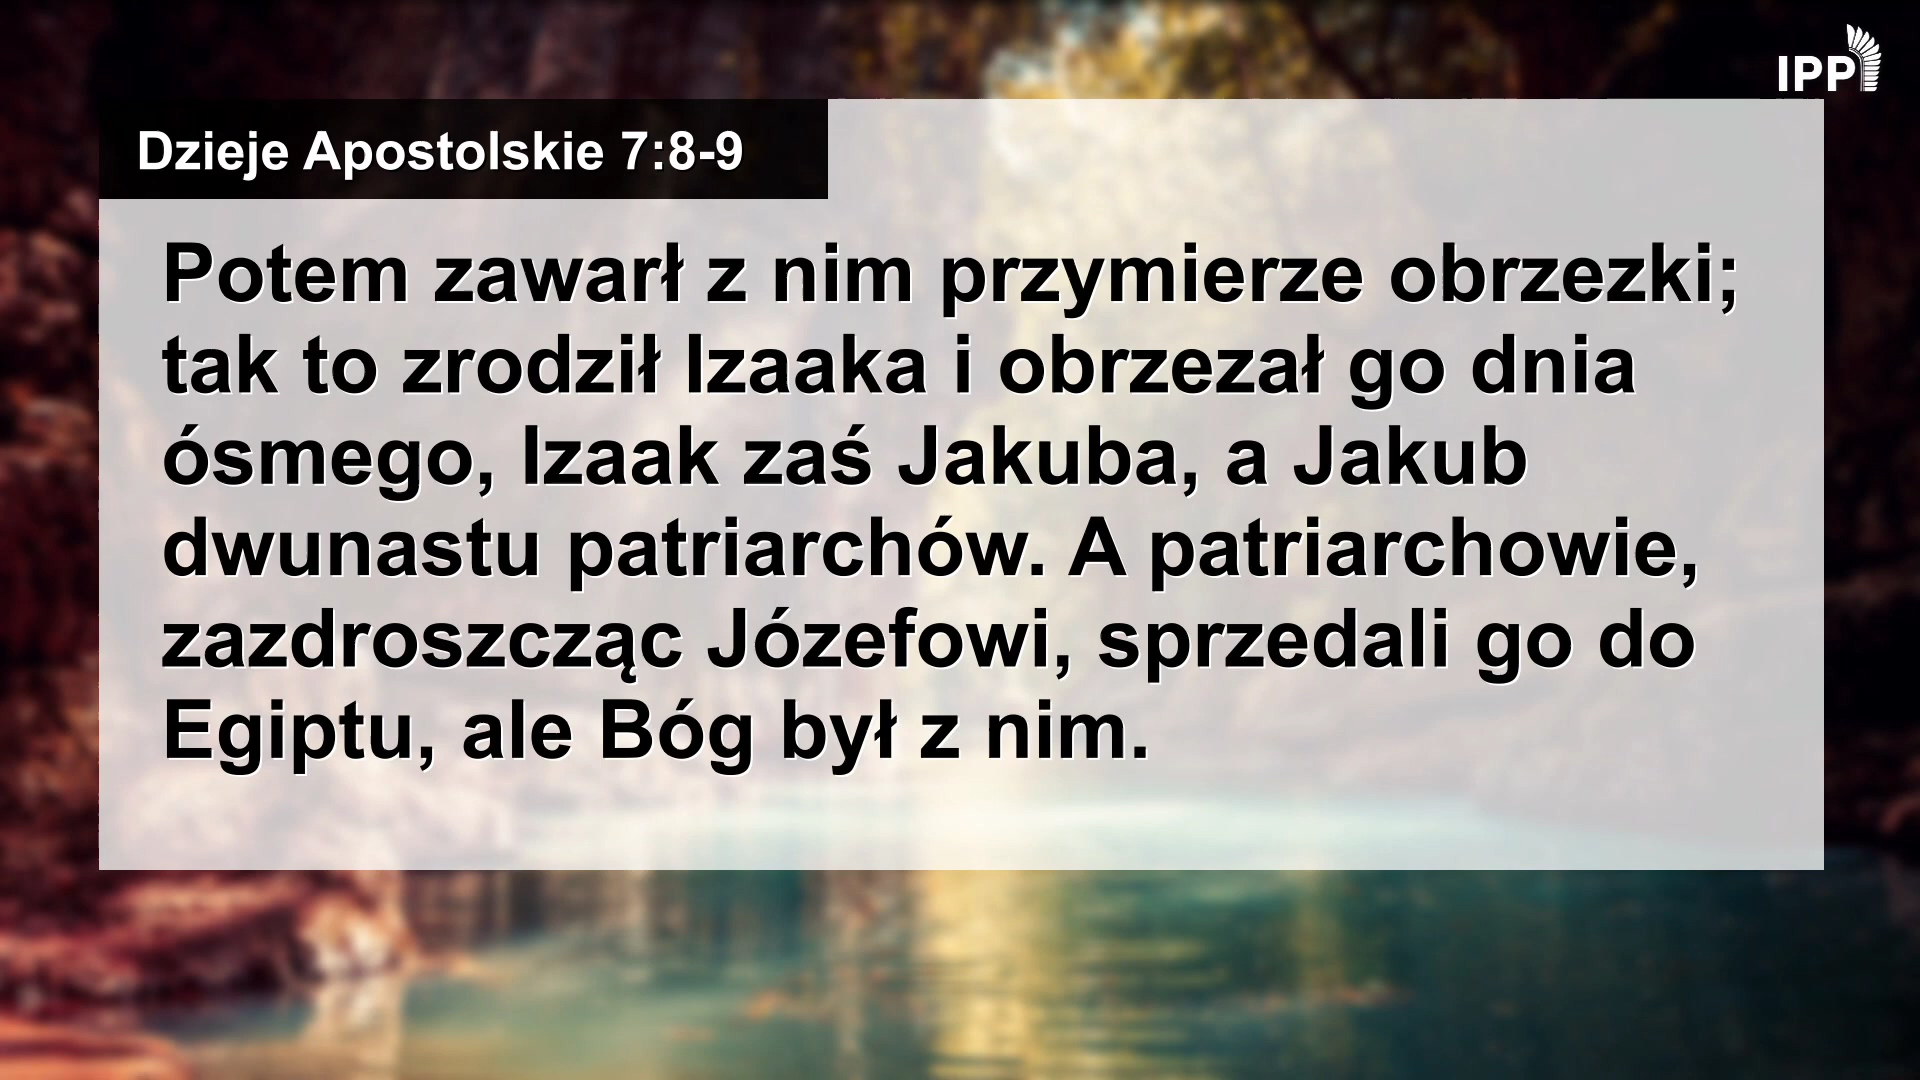 IPP
Dzieje Apostolskie 7:8-9
Potem zawarł z nim przymierze obrzezki;
tak to zrodził Izaaka i obrzezał go dnia
ósmego, Izaak zaś Jakuba, a Jakub
dwunastu patriarchów. A patriarchowie,
zazdroszcząc Józefowi, sprzedali go do
Egiptu, ale Bóg był z nim.